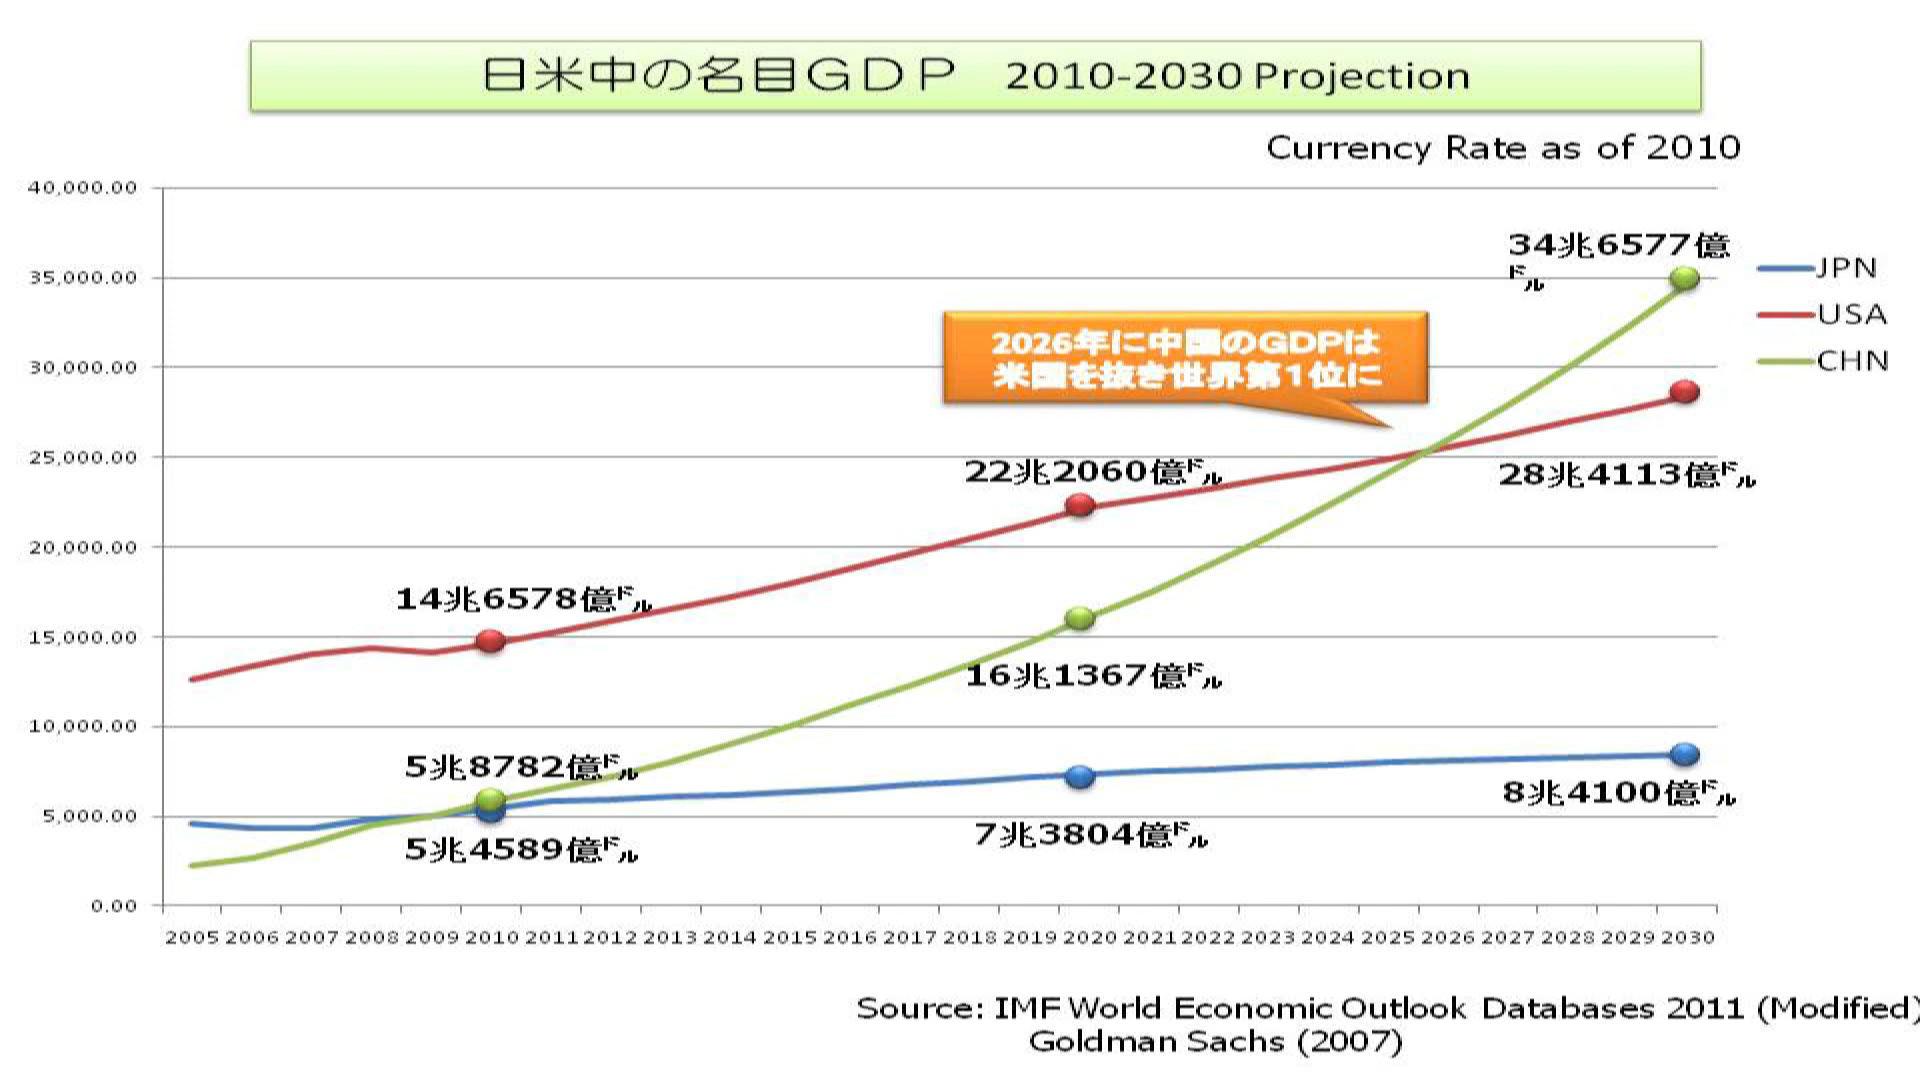 日米中の名目ＧＤＰ 2010-2030 Projection
Currency Rate as of 2010
40,000.00
35,000.00
30,000.00
25,000.00
20,000.00
15,000.00
10,000.00
5,000.00
0.00
34兆6577億㌦
2026年に中国のGDPは
米国を抜き世界第１位に
22兆2060億㌦
28兆4113億㌦
14兆6578億㌦
16兆1367億㌦
5兆8782億㌦
5兆4589億㌦
7兆3804億㌦
8兆4100億㌦
JPN
USA
CHN
2005 2006 2007 2008 2009 2010 2011 2012 2013 2014 2015 2016 2017 2018 2019 2020 2021 2022 2023 2024 2025 2026 2027 2028 2029 2030
Source: IMF World Economic Outlook Databases 2011 (Modified)
Goldman Sachs (2007)